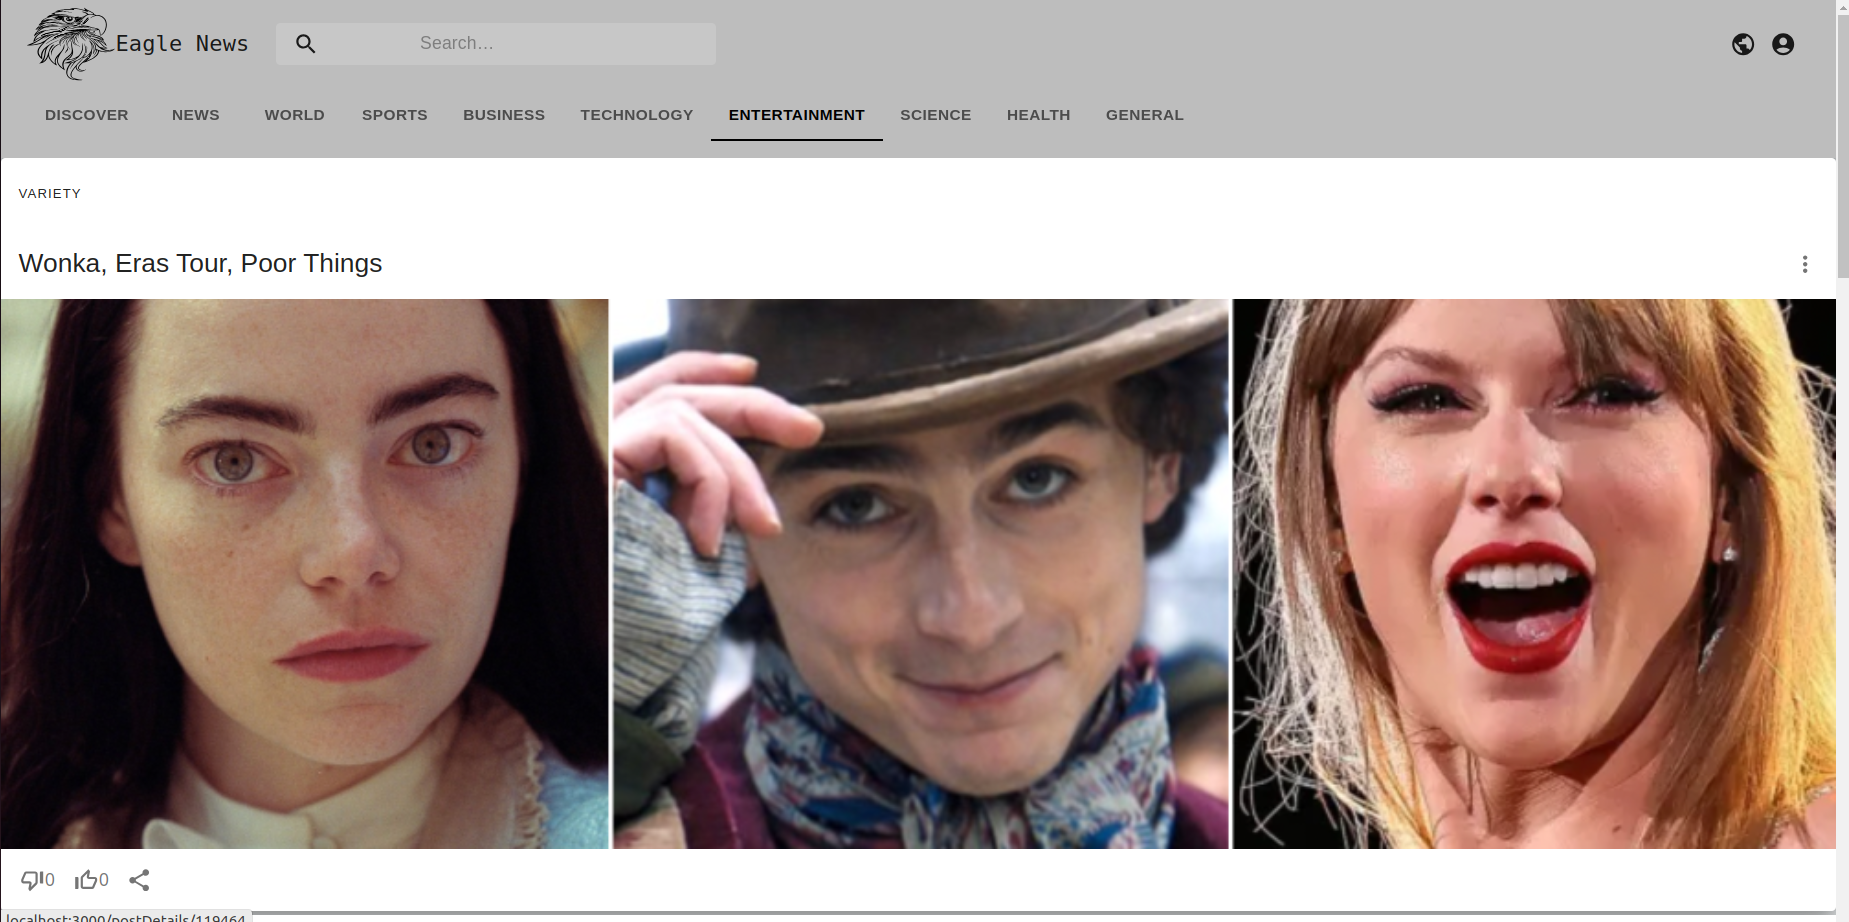 Eagle News
Search…
DISCOVER NEWS WORLD SPORTS BUSINESS TECHNOLOGY ENTERTAINMENT SCIENCE HEALTH GENERAL
VARIETY
Wonka, Eras Tour, Poor Things
0 0
localhost:3000/postDetails/119464